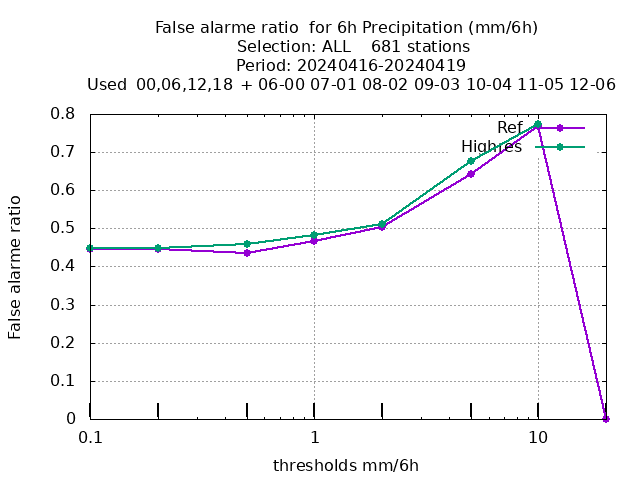 False alarme ratio  for 6h Precipitation (mm/6h)
Selection: ALL    681 stations
Period: 20240416-20240419
Used  00,06,12,18  + 06-00 07-01 08-02 09-03 10-04 11-05 12-06
Ref
Highres
0.8
0.7
0.6
0.5
0.4
0.3
0.2
0.1
0
False alarme ratio
0.1 1 10
thresholds mm/6h